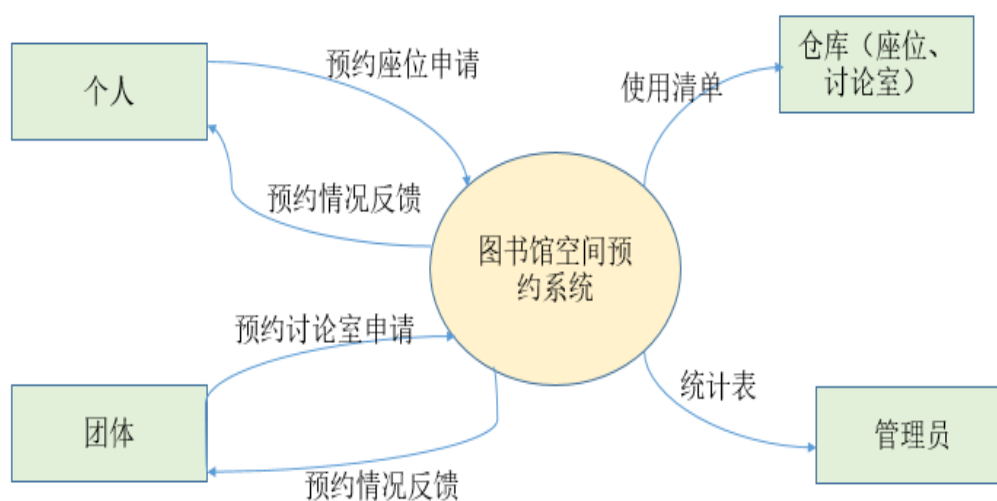 仓库（座位、
讨论室）
预约座位申请
个人
使用清单
预约情况反馈
图书馆空间预
约系统
预约讨论室申请
统计表
团体
管理员
预约情况反馈